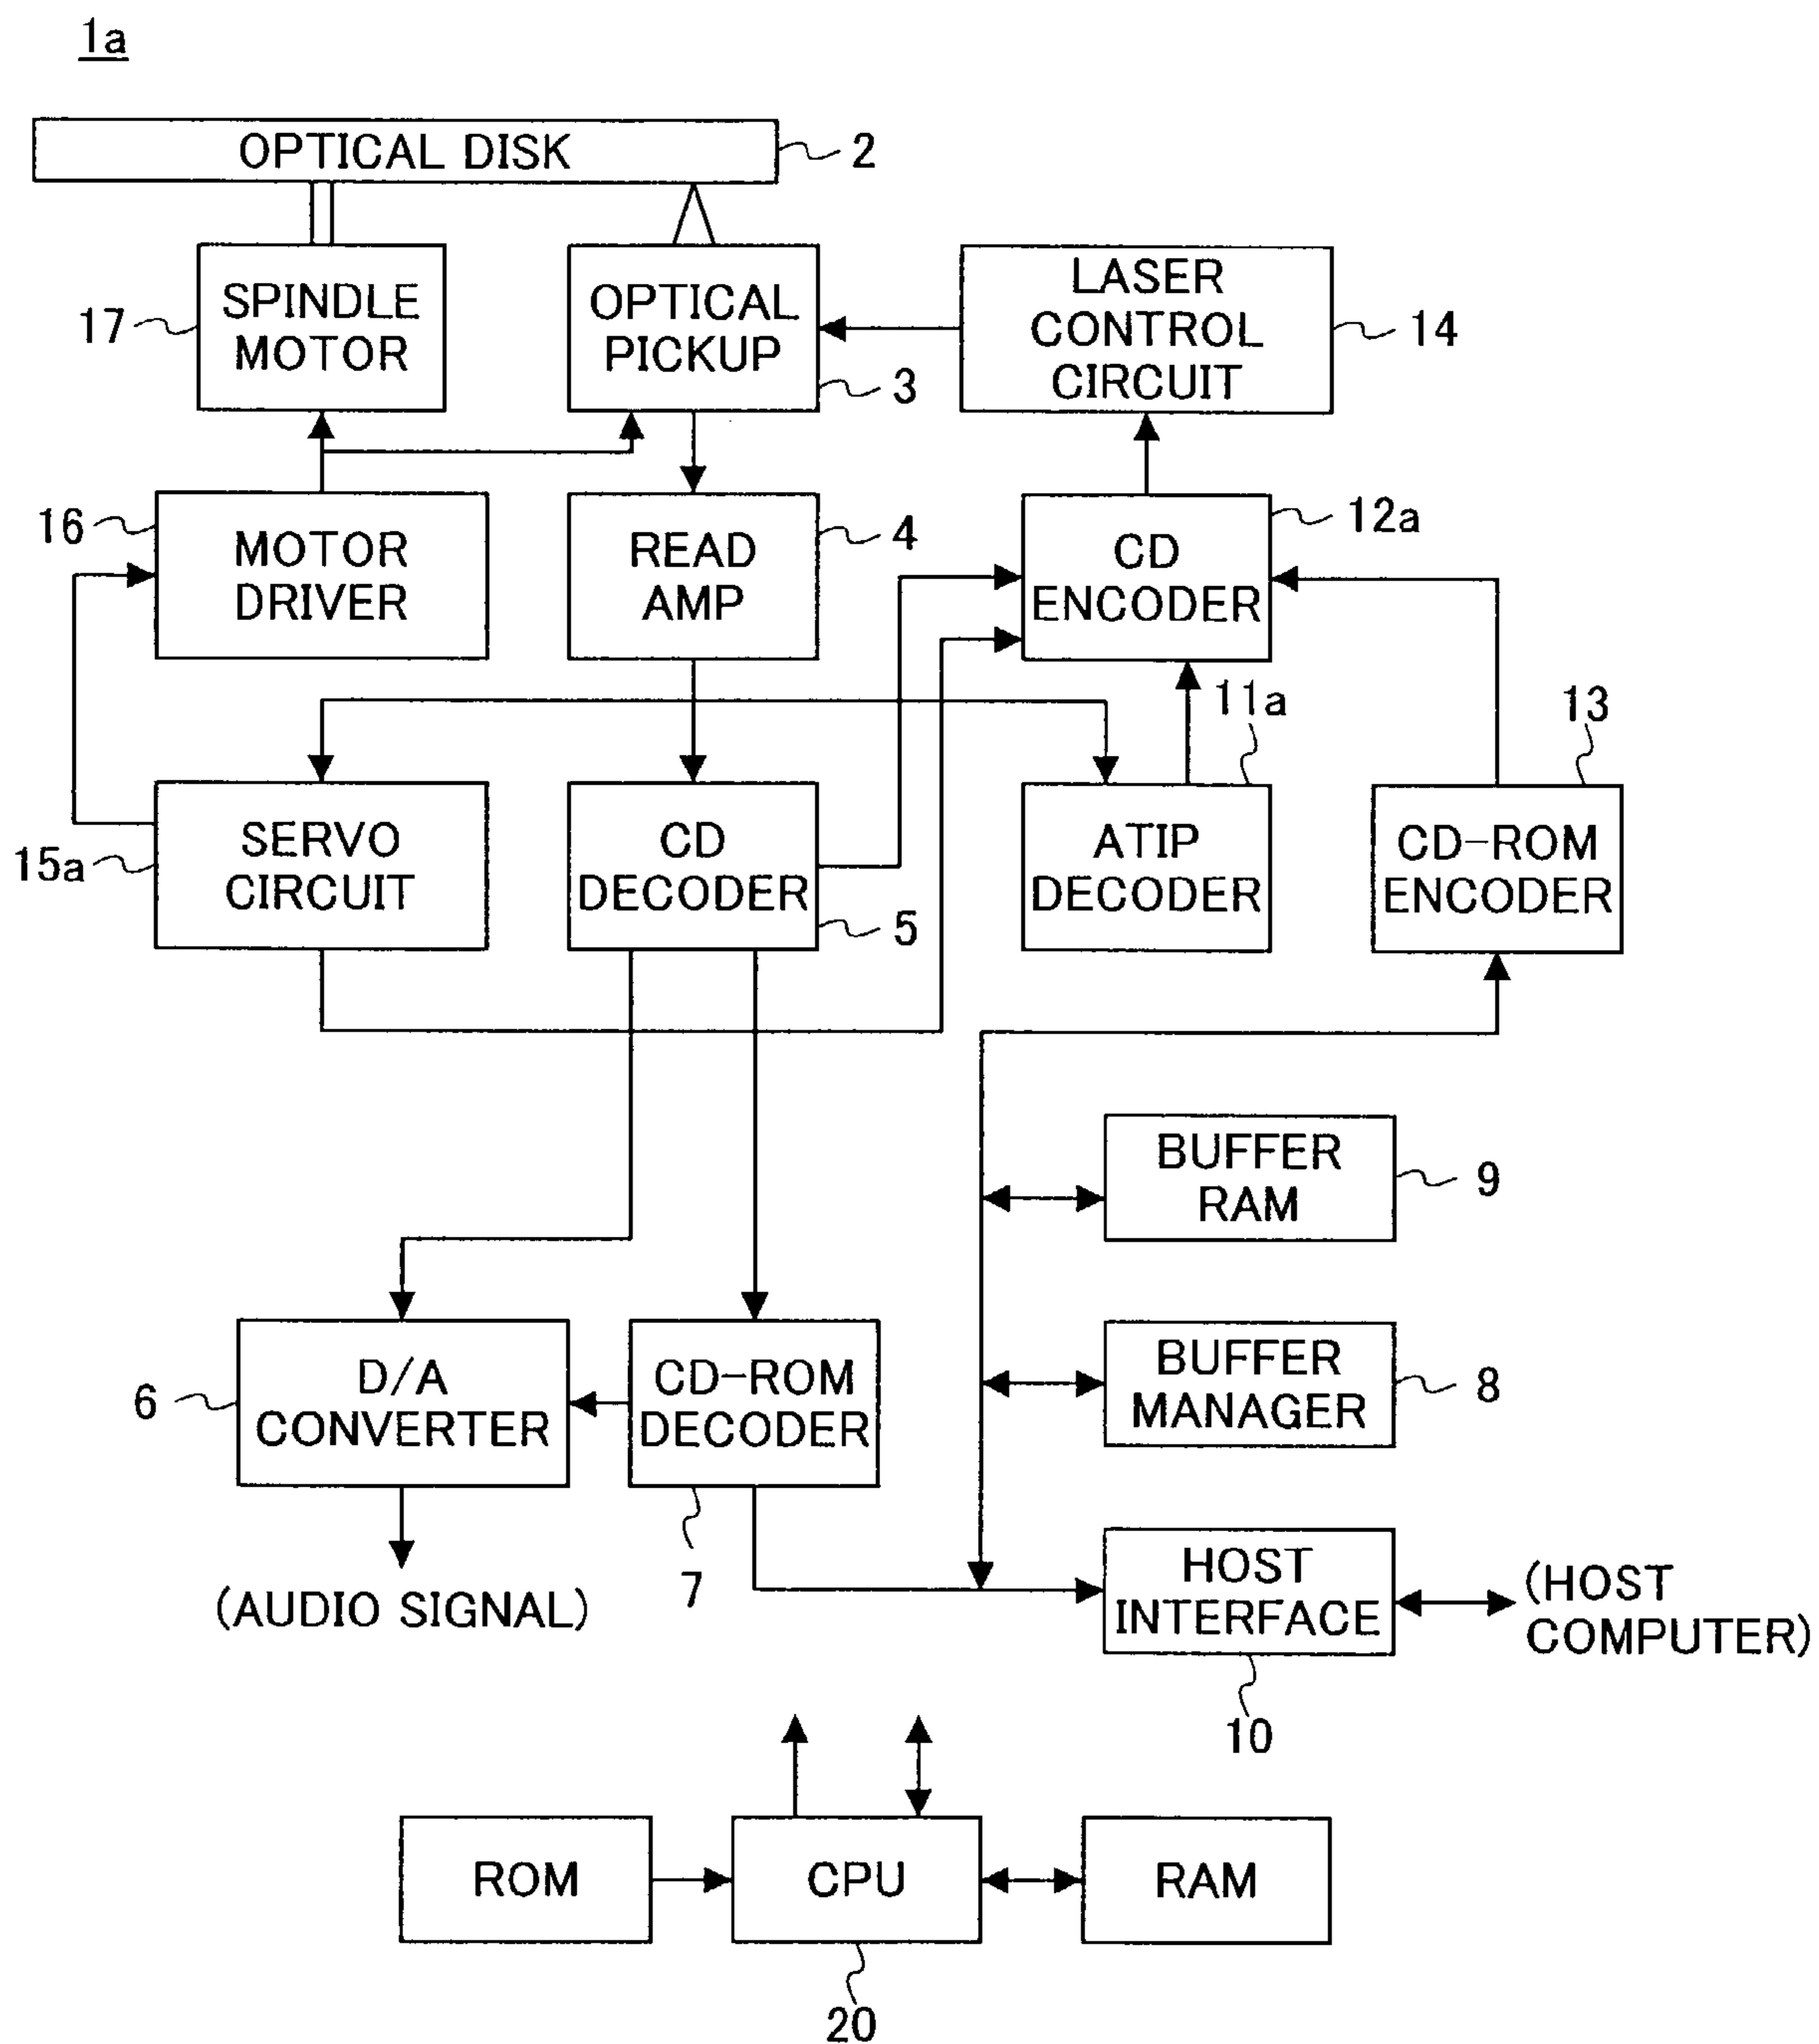 1a
OPTICAL DISK
2
SPINDLE
MOTOR
17
OPTICAL
PICKUP
3
LASER
CONTROL
CIRCUIT
14
16
MOTOR
DRIVER
READ
AMP
4
CD
ENCODER
12a
11a
13
SERVO
CIRCUIT
15a
CD
DECODER
5
ATIP
DECODER
CD-ROM
ENCODER
BUFFER
RAM
9
D/A
CONVERTER
6
CD-ROM
DECODER
7
BUFFER
MANAGER
8
(AUDIO SIGNAL)
HOST
INTERFACE
10
(HOST
COMPUTER)
ROM
CPU
RAM
20